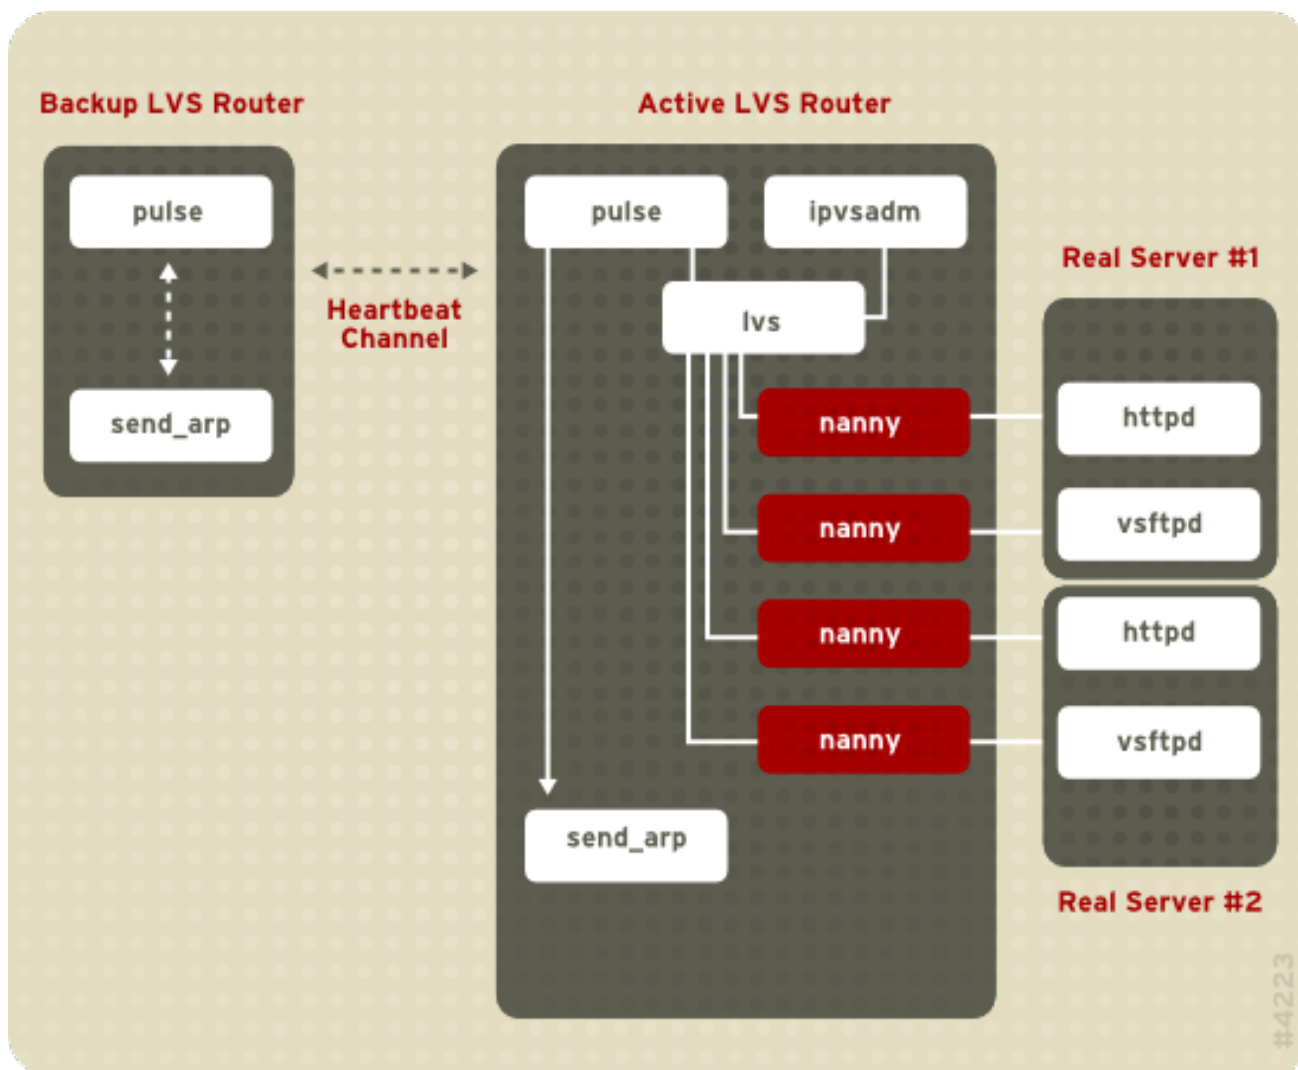 Backup LVS Router
pulse
send_arp
Heartbeat
Channel
Active LVS Router
pulse
ipvsadm
lvs
nanny
nanny
nanny
nanny
send_arp
Real Server #1
httpd
vsftpd
httpd
vsftpd
Real Server #2
#4223